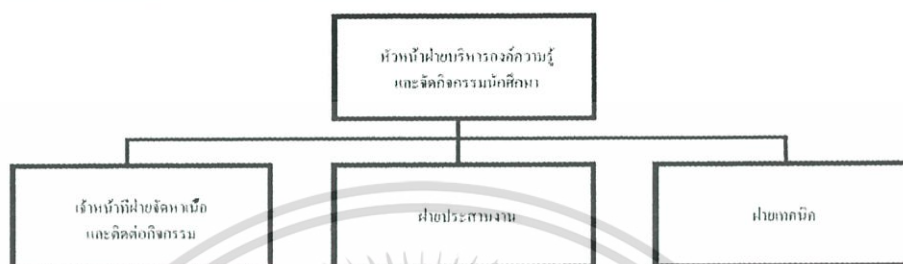 หัวหน้าฝ่ายบริหารองค์ความรู้
และจัดกิจกรรมนักศึกษา
เจ้าหน้าที่ฝ่ายจัดหาเนื้อ
และติดต่อกิจกรรม
ฝ่ายประสานงาน
ฝ่ายเทคนิค